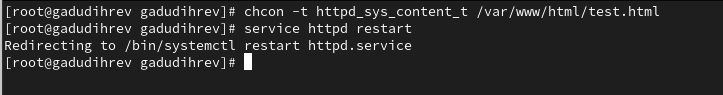 [root@gadudihrev gadudihrev]# chcon -t httpd_sys_content_t /var/www/html/test.html
[root@gadudihrev gadudihrev]# service httpd restart
Redirecting to /bin/systemctl restart httpd.service
[root@gadudihrev gadudihrev]#